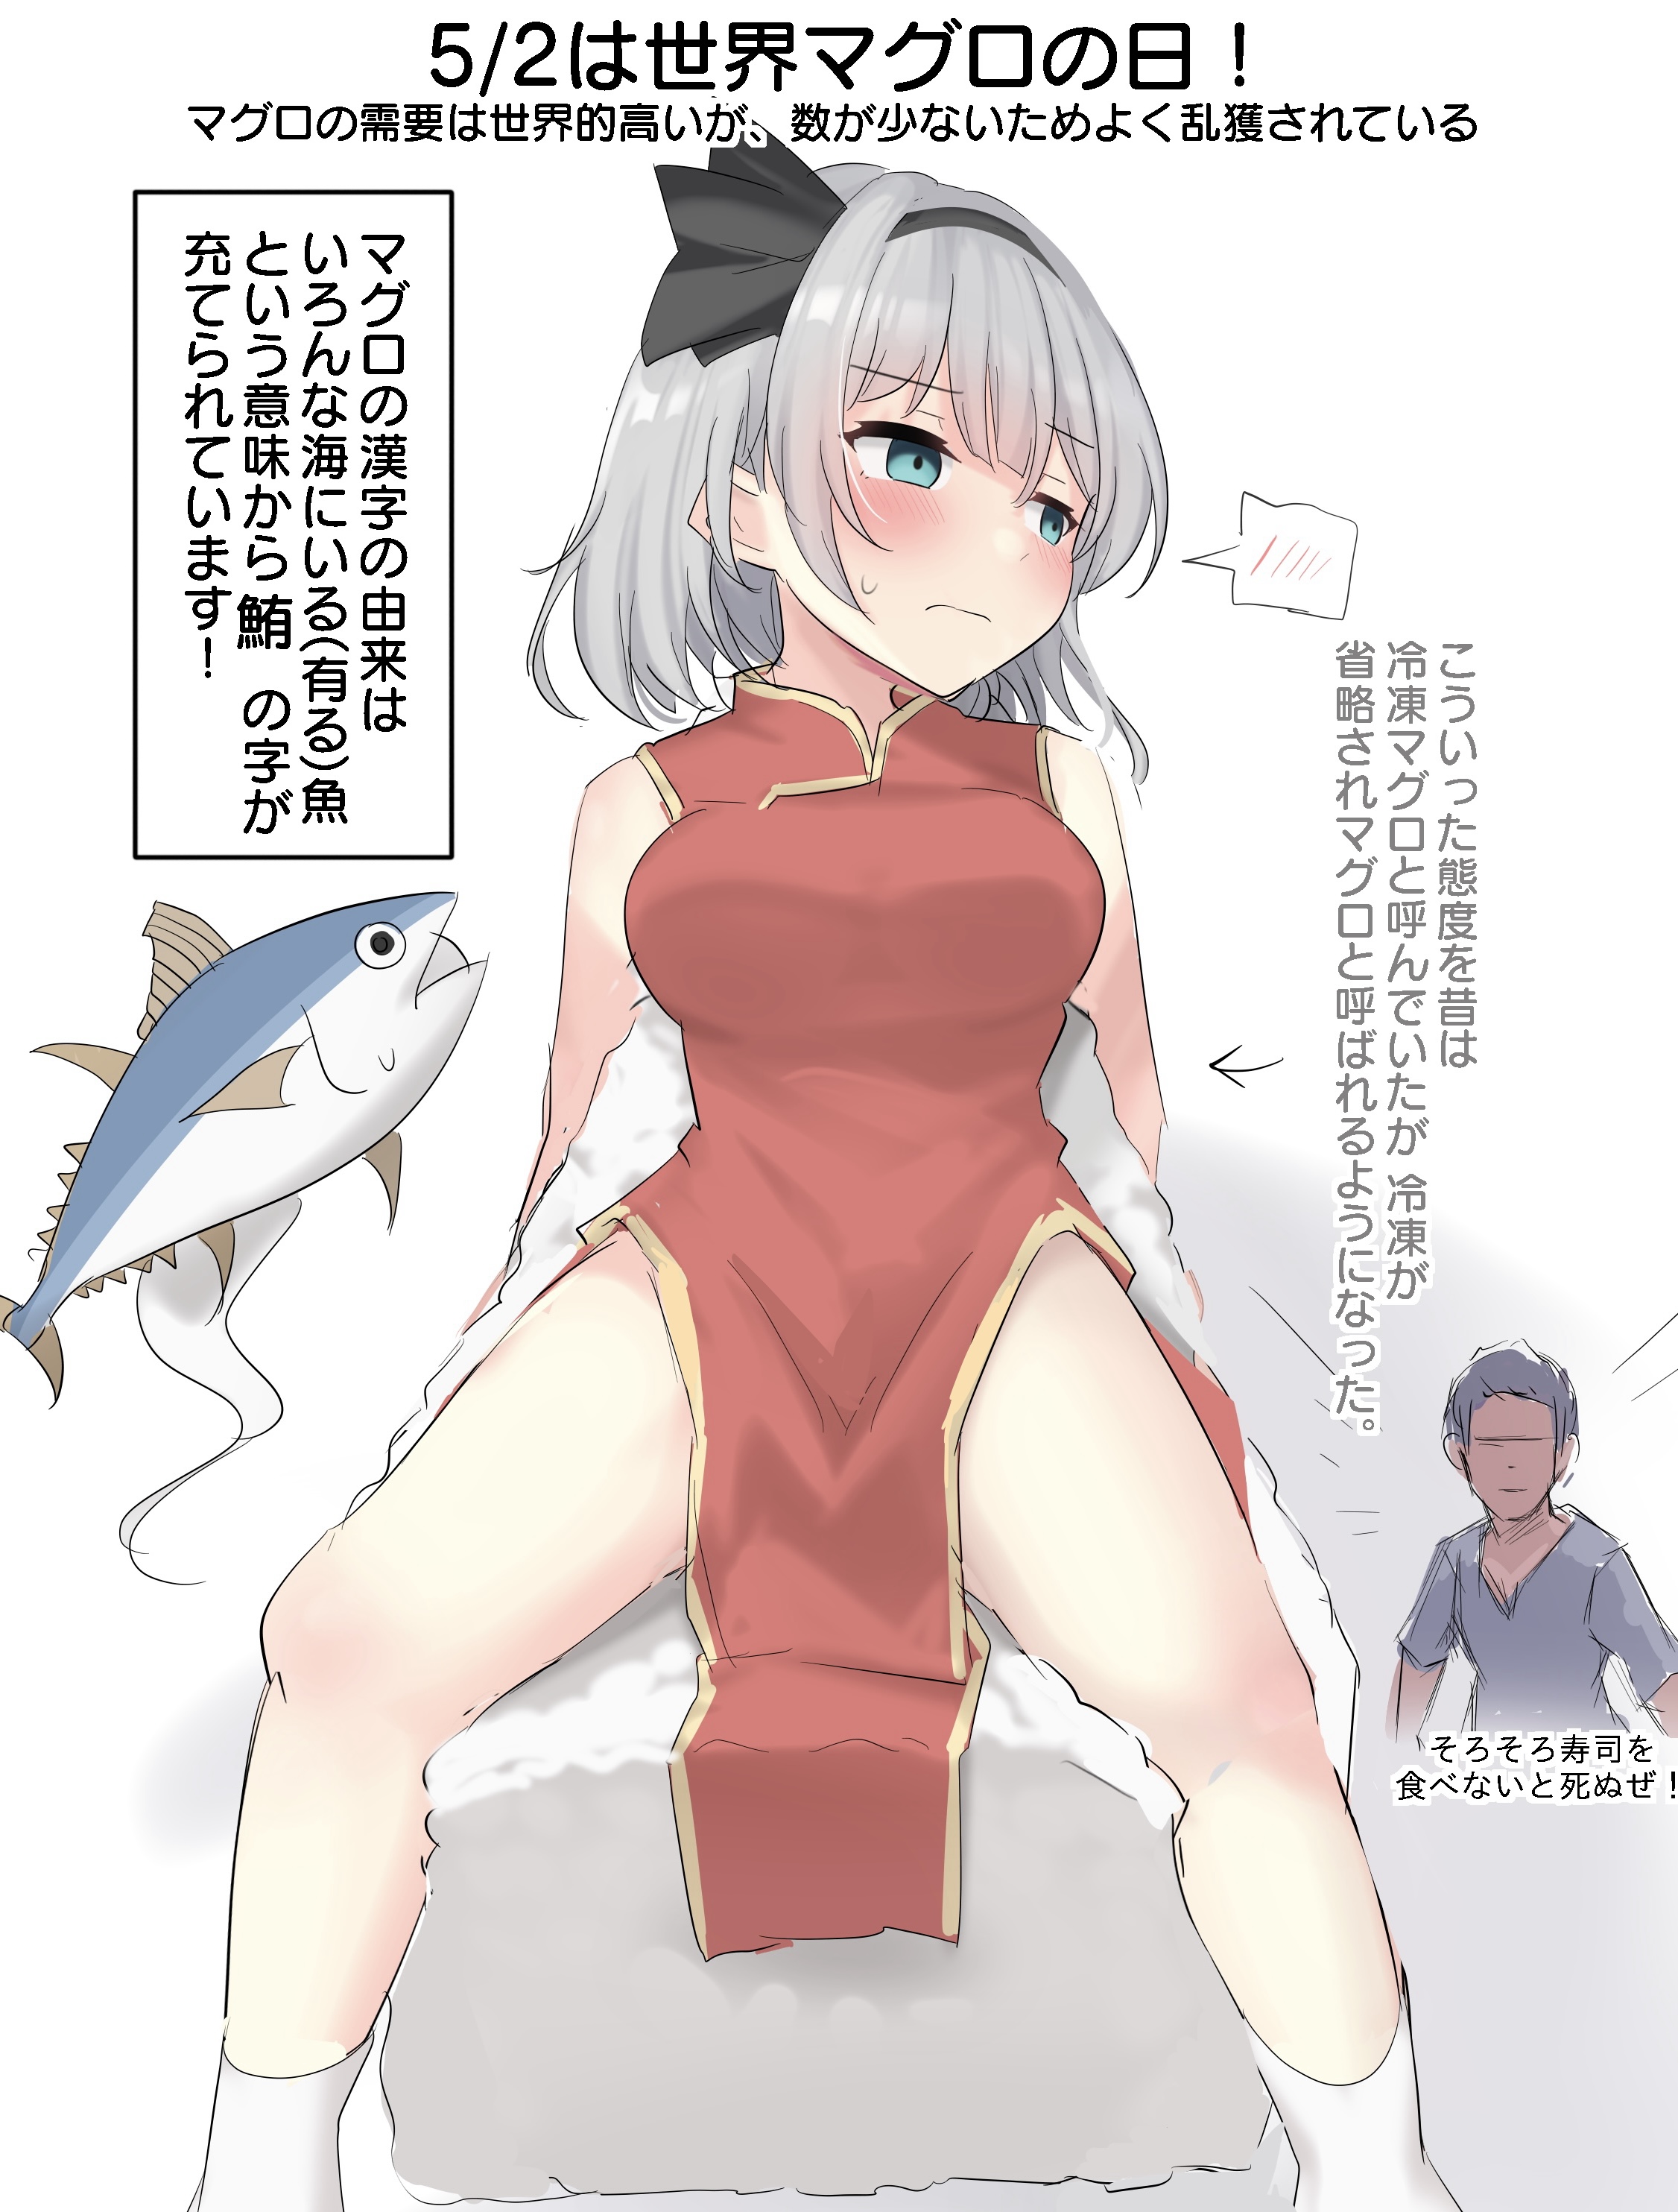 5/2は世界マグロの日！
マグロの需要は世界的高いが、数が少ないためよく乱獲されている
マグロの漢字の由来は
いろんな海にいる(有る)魚
という意味から鮪 の字が
充てられています！
こういった態度を昔は
冷凍マグロと呼んでいたが 冷凍が
省略されマグロと呼ばれるようになった。
そろそろ寿司を
食べないと死ぬぜ！